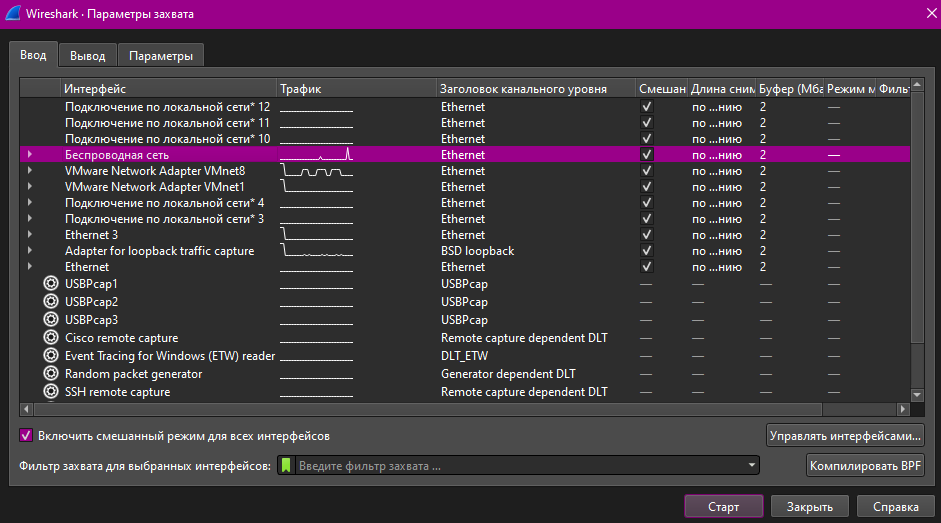 Wireshark · Параметры захвата
Ввод Вывод Параметры
Интерфейс Трафик Заголовок канального уровня Смешан Длина сним Буфер (Мба Режим м Фильт
Подключение по локальной сети* 12 Ethernet по ...нию 2 —
Подключение по локальной сети* 11 Ethernet по ...нию 2 —
Подключение по локальной сети* 10 Ethernet по ...нию 2 —
Беспроводная сеть Ethernet по ...нию 2 —
VMware Network Adapter VMnet8 Ethernet по ...нию 2 —
VMware Network Adapter VMnet1 Ethernet по ...нию 2 —
Подключение по локальной сети* 4 Ethernet по ...нию 2 —
Подключение по локальной сети* 3 Ethernet по ...нию 2 —
Ethernet 3 Ethernet по ...нию 2 —
Adapter for loopback traffic capture BSD loopback по ...нию 2 —
Ethernet Ethernet по ...нию 2 —
USBPcap1 USBPcap — — — —
USBPcap2 USBPcap — — — —
USBPcap3 USBPcap — — — —
Cisco remote capture Remote capture dependent DLT — — — —
Event Tracing for Windows (ETW) reader DLT_ETW — — — —
Random packet generator Generator dependent DLT — — — —
SSH remote capture Remote capture dependent DLT — — — —
Включить смешанный режим для всех интерфейсов Управлять интерфейсами...
Фильтр захвата для выбранных интерфейсов: Введите фильтр захвата ... Компилировать BPF
Старт Закрыть Справка